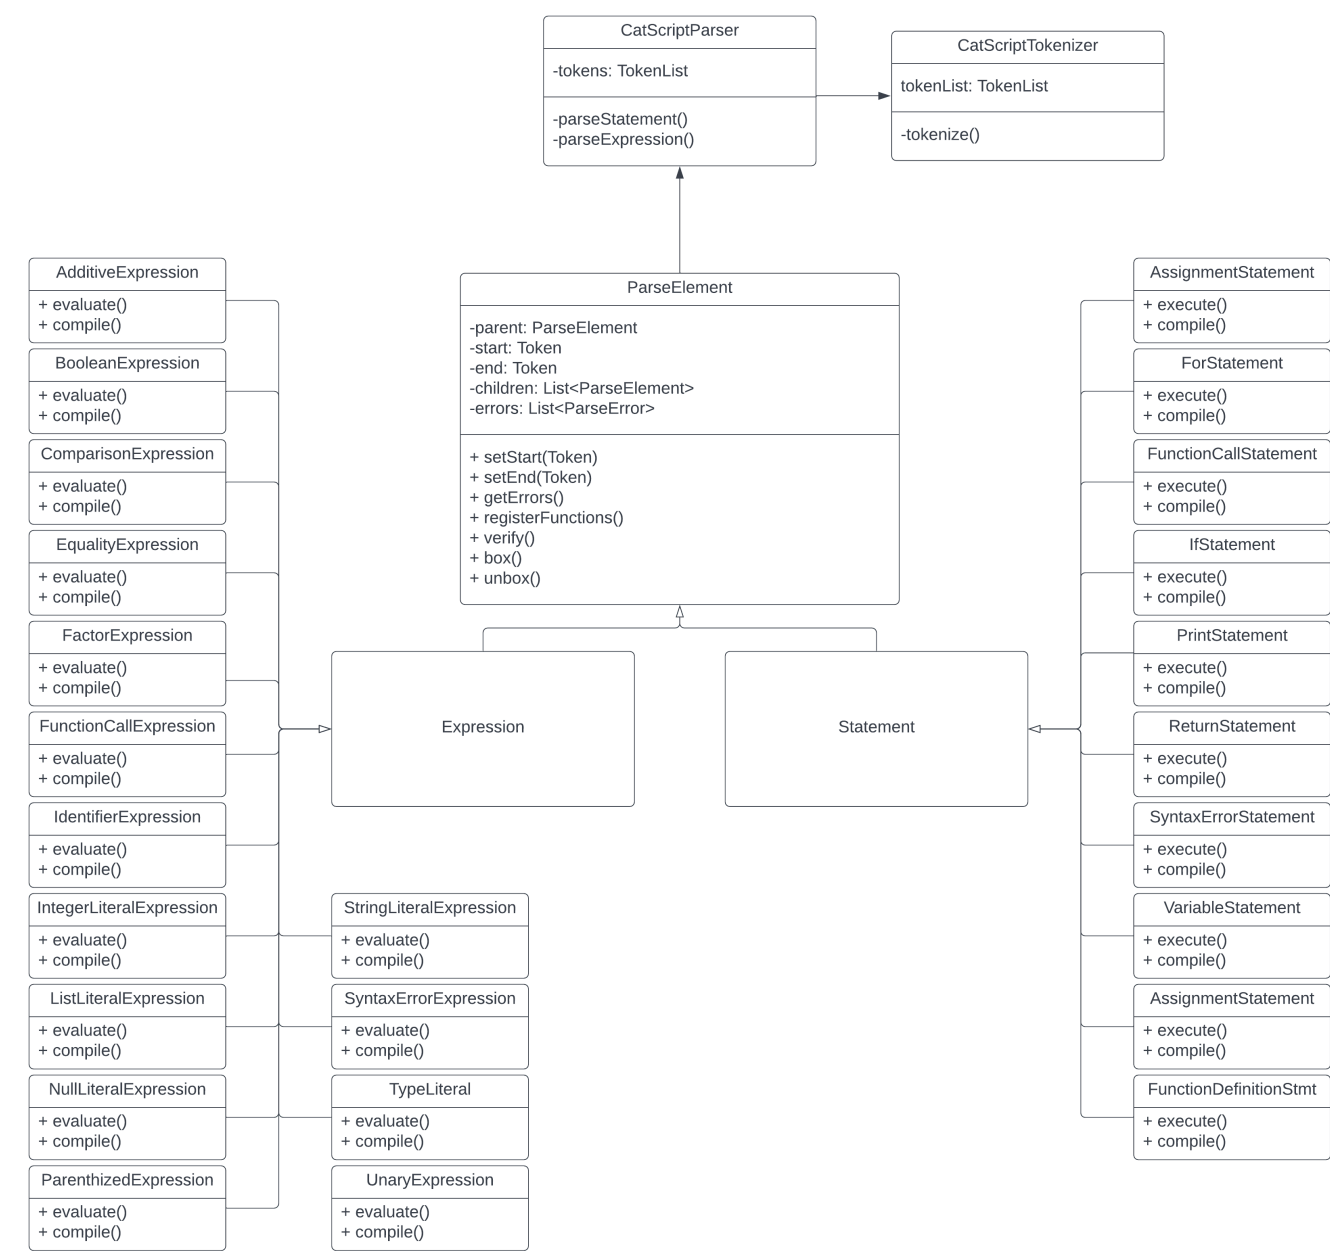 CatScriptParser
-tokens: TokenList
-parseStatement()
-parseExpression()
CatScriptTokenizer
tokenList: TokenList
-tokenize()
AdditiveExpression
+ evaluate()
+ compile()
BooleanExpression
+ evaluate()
+ compile()
ComparisonExpression
+ evaluate()
+ compile()
EqualityExpression
+ evaluate()
+ compile()
FactorExpression
+ evaluate()
+ compile()
FunctionCallExpression
+ evaluate()
+ compile()
IdentifierExpression
+ evaluate()
+ compile()
IntegerLiteralExpression
+ evaluate()
+ compile()
ListLiteralExpression
+ evaluate()
+ compile()
NullLiteralExpression
+ evaluate()
+ compile()
ParenthizedExpression
+ evaluate()
+ compile()
ParseElement
-parent: ParseElement
-start: Token
-end: Token
-children: List<ParseElement>
-errors: List<ParseError>
+ setStart(Token)
+ setEnd(Token)
+ getErrors()
+ registerFunctions()
+ verify()
+ box()
+ unbox()
Expression
Statement
StringLiteralExpression
+ evaluate()
+ compile()
SyntaxErrorExpression
+ evaluate()
+ compile()
TypeLiteral
+ evaluate()
+ compile()
UnaryExpression
+ evaluate()
+ compile()
AssignmentStatement
+ execute()
+ compile()
ForStatement
+ execute()
+ compile()
FunctionCallStatement
+ execute()
+ compile()
IfStatement
+ execute()
+ compile()
PrintStatement
+ execute()
+ compile()
ReturnStatement
+ execute()
+ compile()
SyntaxErrorStatement
+ execute()
+ compile()
VariableStatement
+ execute()
+ compile()
AssignmentStatement
+ execute()
+ compile()
FunctionDefinitionStmt
+ execute()
+ compile()